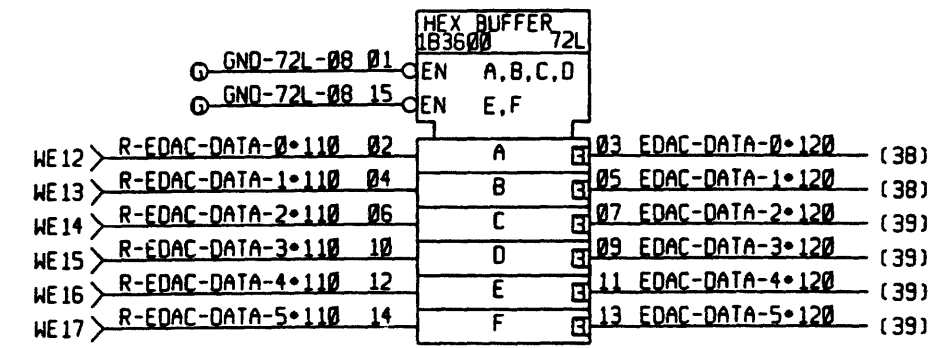 HEX BUFFER
1B3600 72L
G GND-72L-08 01 EN A,B,C,D
G GND-72L-08 15 EN E,F
WE12 R-EDAC-DATA-0•110 02 A 03 EDAC-DATA-0•120 (38)
WE13 R-EDAC-DATA-1•110 04 B 05 EDAC-DATA-1•120 (38)
WE14 R-EDAC-DATA-2•110 06 C 07 EDAC-DATA-2•120 (39)
WE15 R-EDAC-DATA-3•110 10 D 09 EDAC-DATA-3•120 (39)
WE16 R-EDAC-DATA-4•110 12 E 11 EDAC-DATA-4•120 (39)
WE17 R-EDAC-DATA-5•110 14 F 13 EDAC-DATA-5•120 (39)